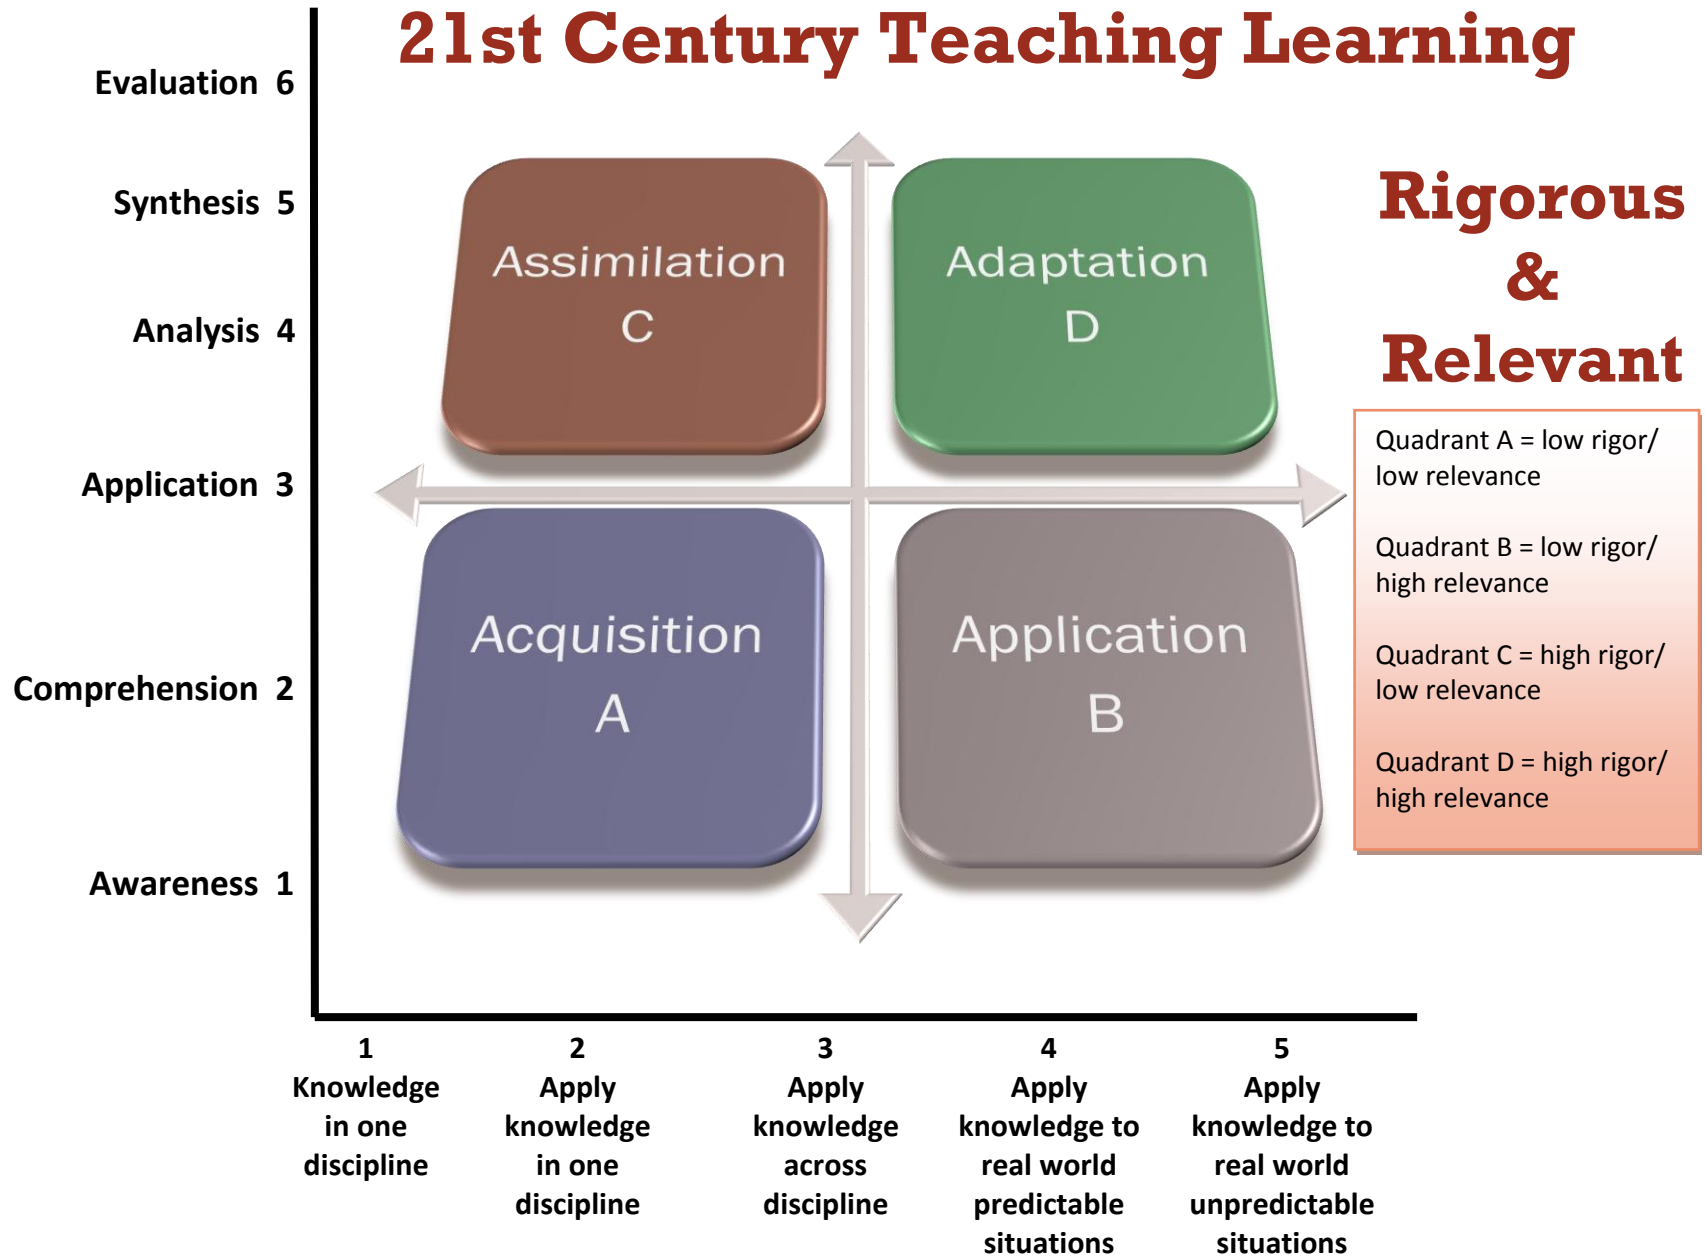 21st Century Teaching Learning
Evaluation 6
Synthesis 5
Analysis 4
Application 3
Comprehension 2
Awareness 1
Assimilation
C
Adaptation
D
Acquisition
A
Application
B
Rigorous
&
Relevant
Quadrant A = low rigor/
low relevance
Quadrant B = low rigor/
high relevance
Quadrant C = high rigor/
low relevance
Quadrant D = high rigor/
high relevance
1
Knowledge
in one
discipline
2
Apply
knowledge
in one
discipline
3
Apply
knowledge
across
discipline
4
Apply
knowledge to
real world
predictable
situations
5
Apply
knowledge to
real world
unpredictable
situations